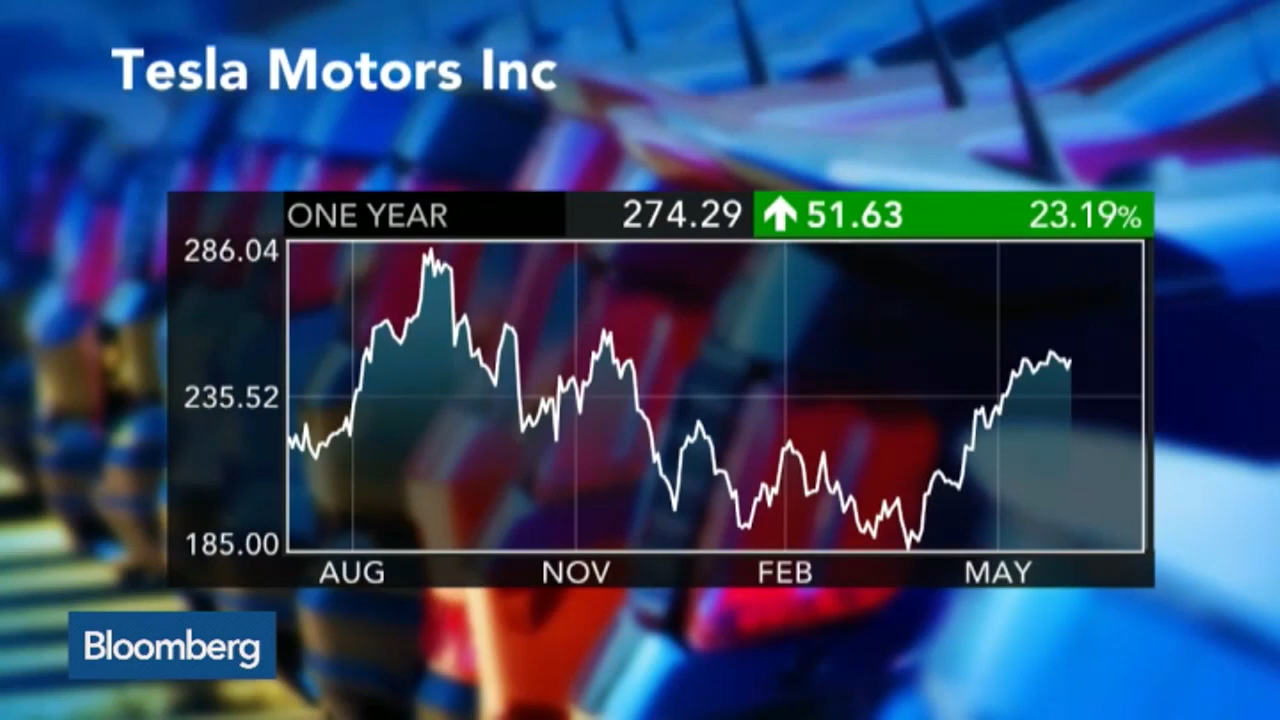 Tesla Motors Inc
ONE YEAR 274.29 51.63 23.19%
286.04
235.52
185.00
AUG NOV FEB MAY
Bloomberg